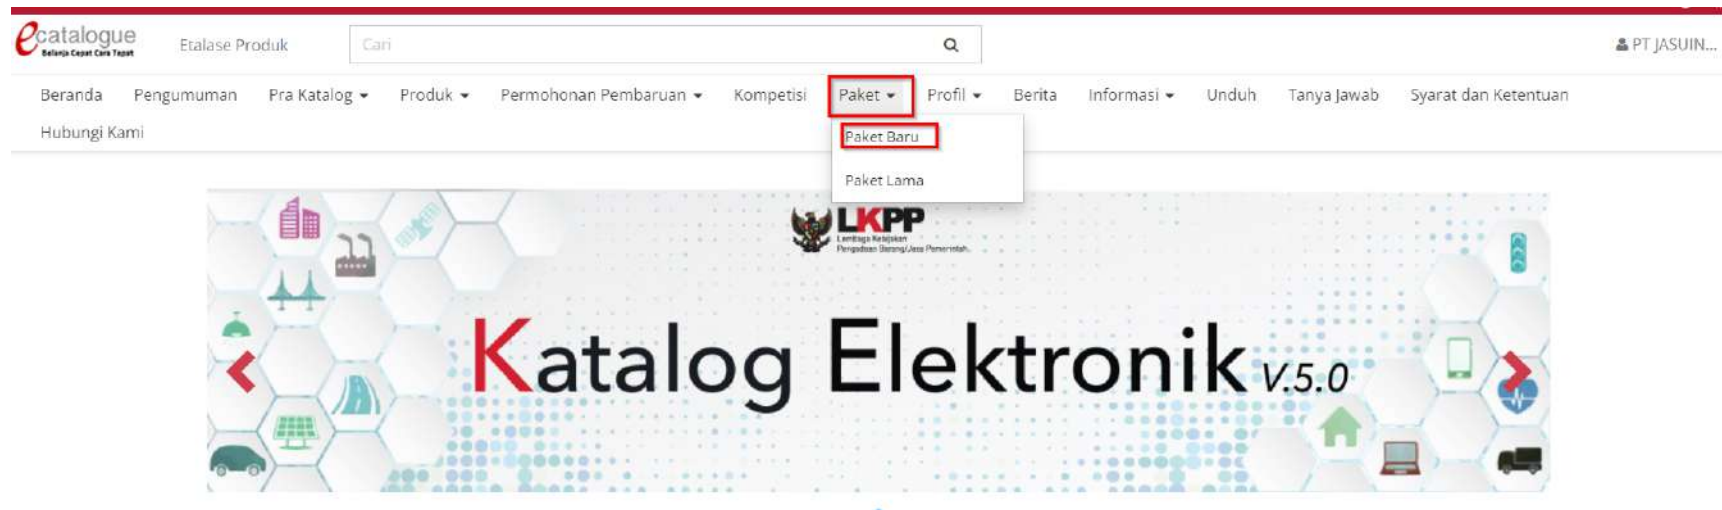 ecatalogue
Belanja Cepat Cara Tepat
Etalase Produk
Cari
PT JASUIN...
Beranda Pengumuman Pra Katalog Produk Permohonan Pembaruan Kompetisi Paket Profil Berita Informasi Unduh Tanya Jawab Syarat dan Ketentuan
Hubungi Kami
Paket Baru
Paket Lama
LKPP
Lembaga Kebijakan
Pengadaan Barang/Jasa Pemerintah
Katalog Elektronik V.5.0